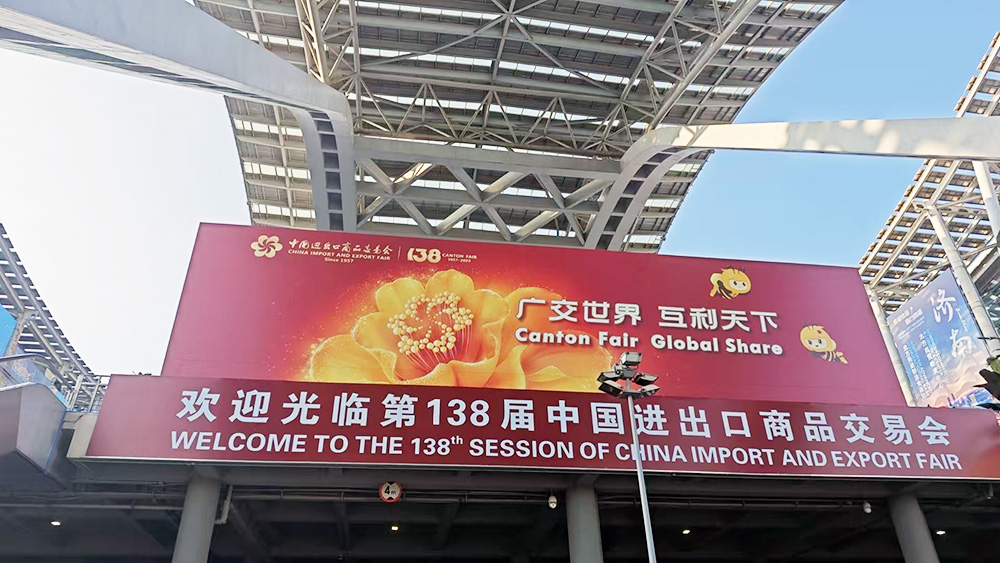 中国进出口商品交易会
CHINA IMPORT AND EXPORT FAIR
Since 1957
138
CANTON FAIR
1957-2025
广交世界 互利天下
Canton Fair Global Share
欢迎光临第138届中国进出口商品交易会
WELCOME TO THE 138th SESSION OF CHINA IMPORT AND EXPORT FAIR
济南
4m